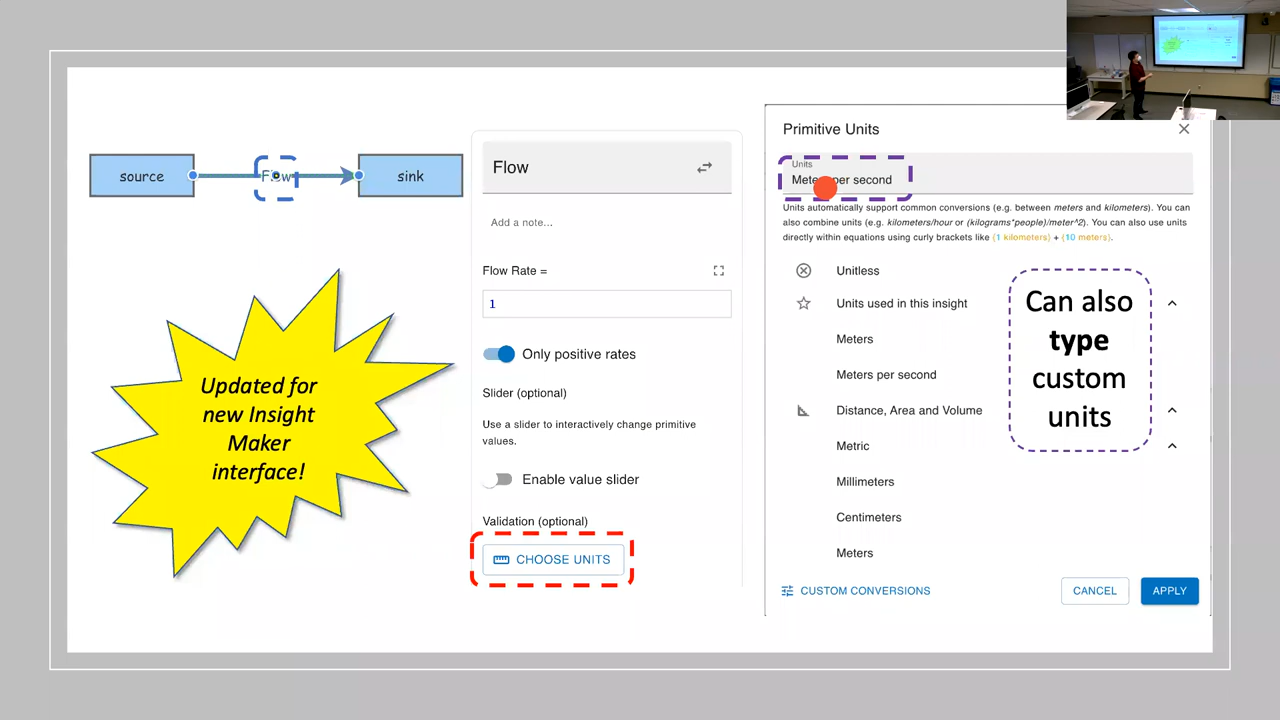 source
Flow
sink
Updated for
new Insight
Maker
interface!
Flow
Add a note...
Flow Rate =
1
Only positive rates
Slider (optional)
Use a slider to interactively change primitive
values.
Enable value slider
Validation (optional)
CHOOSE UNITS
Primitive Units
Units
Meters per second
Units automatically support common conversions (e.g. between meters and kilometers). You can
also combine units (e.g. kilometers/hour or (kilograms*people)/meter^2). You can also use units
directly within equations using curly brackets like {1 kilometers} + {10 meters}.
Unitless
Units used in this insight
Meters
Meters per second
Distance, Area and Volume
Metric
Millimeters
Centimeters
Meters
Can also
type
custom
units
CUSTOM CONVERSIONS
CANCEL
APPLY